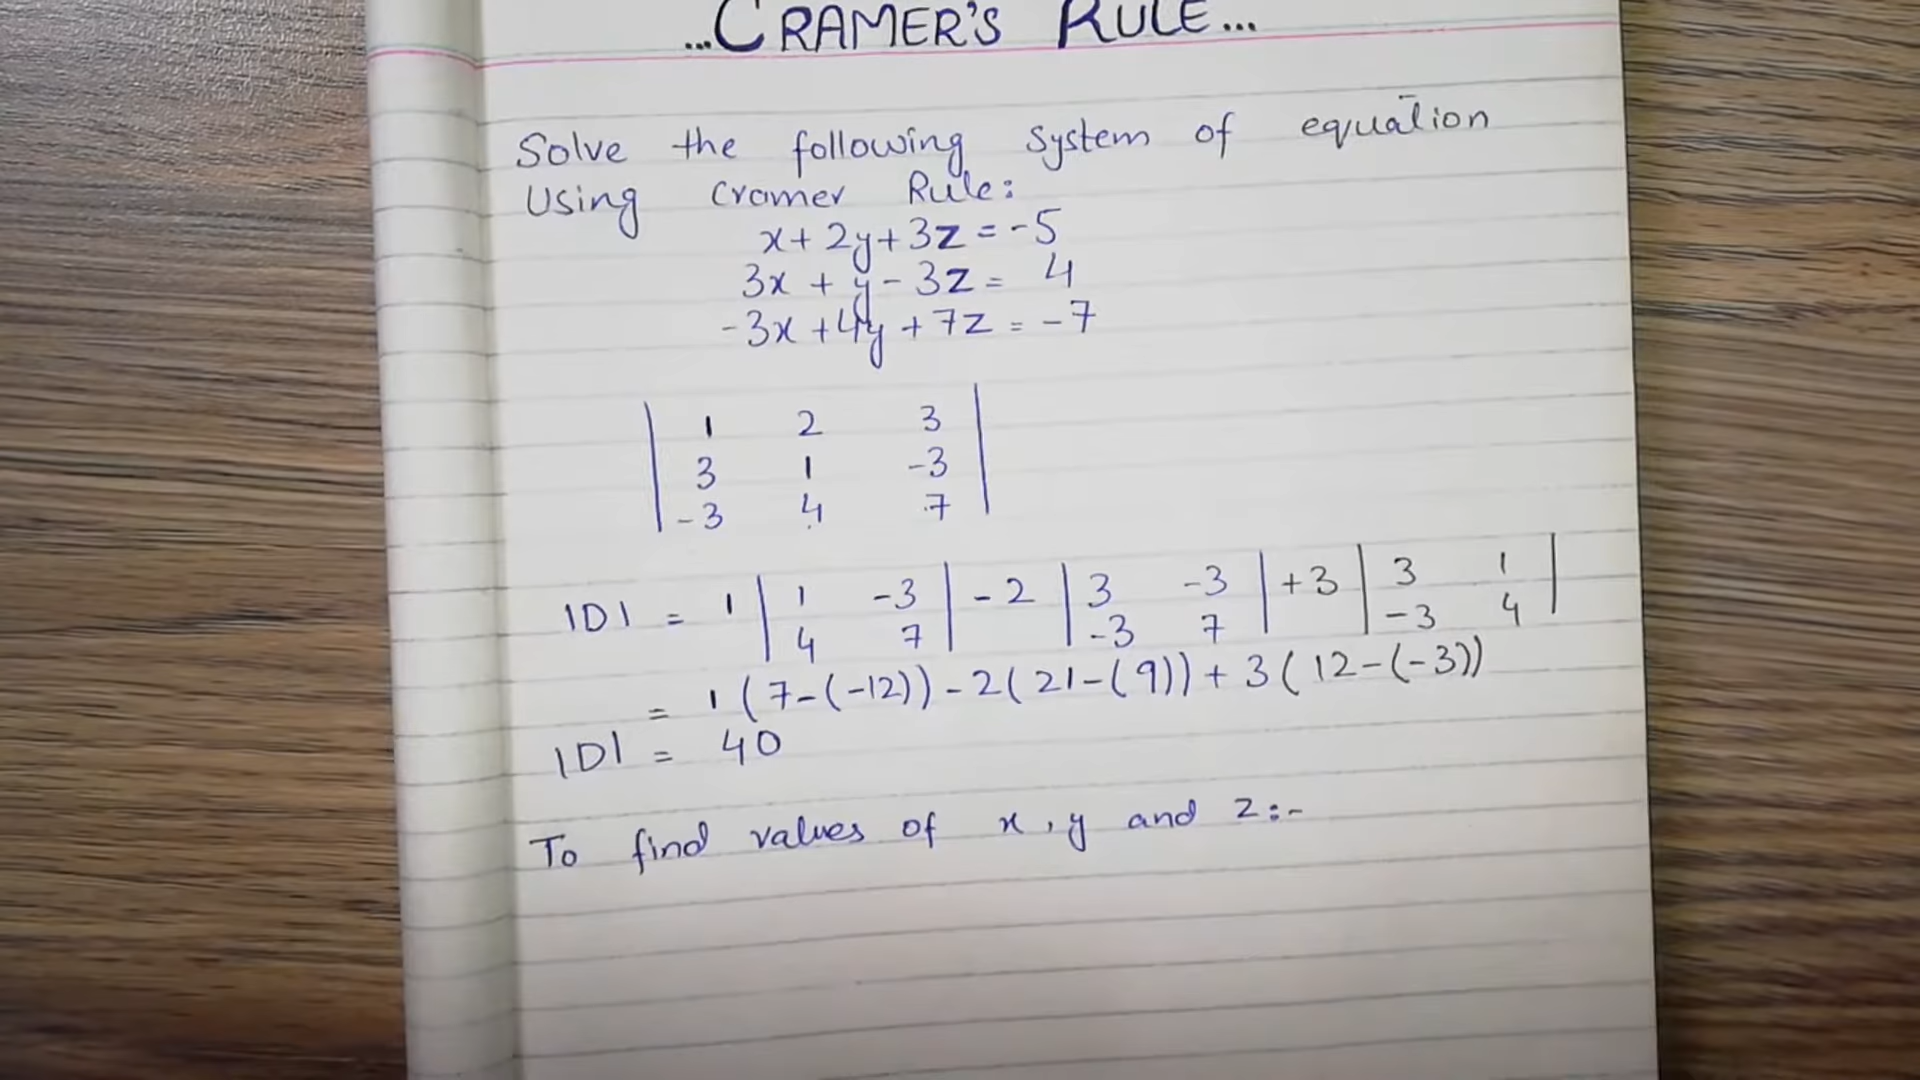 ...CRAMER'S RULE...
Solve the following System of equation
Using Cramer Rule:
x+ 2y+3z = -5
3x + y - 3z = 4
-3x +4y +7z = -7
| 1 2 3 |
| 3 1 -3 |
| -3 4 7 |
|D| = 1 | 1 -3 | - 2 | 3 -3 | +3 | 3 1 |
| 4 7 | | -3 7 | | -3 4 |
= 1 (7-(-12)) - 2(21-(9)) + 3(12-(-3))
|D| = 40
To find values of x, y and z:-